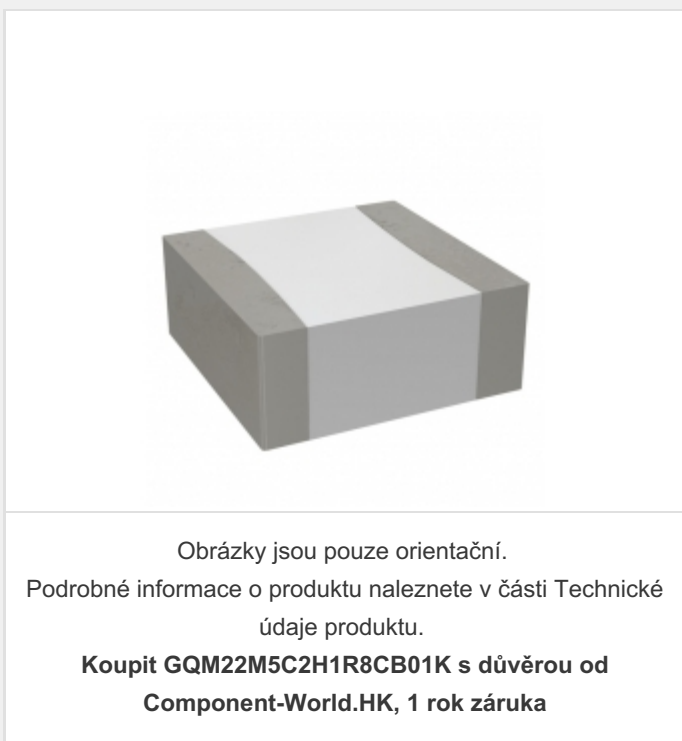 Obrázky jsou pouze orientační.
Podrobné informace o produktu naleznete v části Technické
údaje produktu.
Koupit GQM22M5C2H1R8CB01K s důvěrou od
Component-World.HK, 1 rok záruka